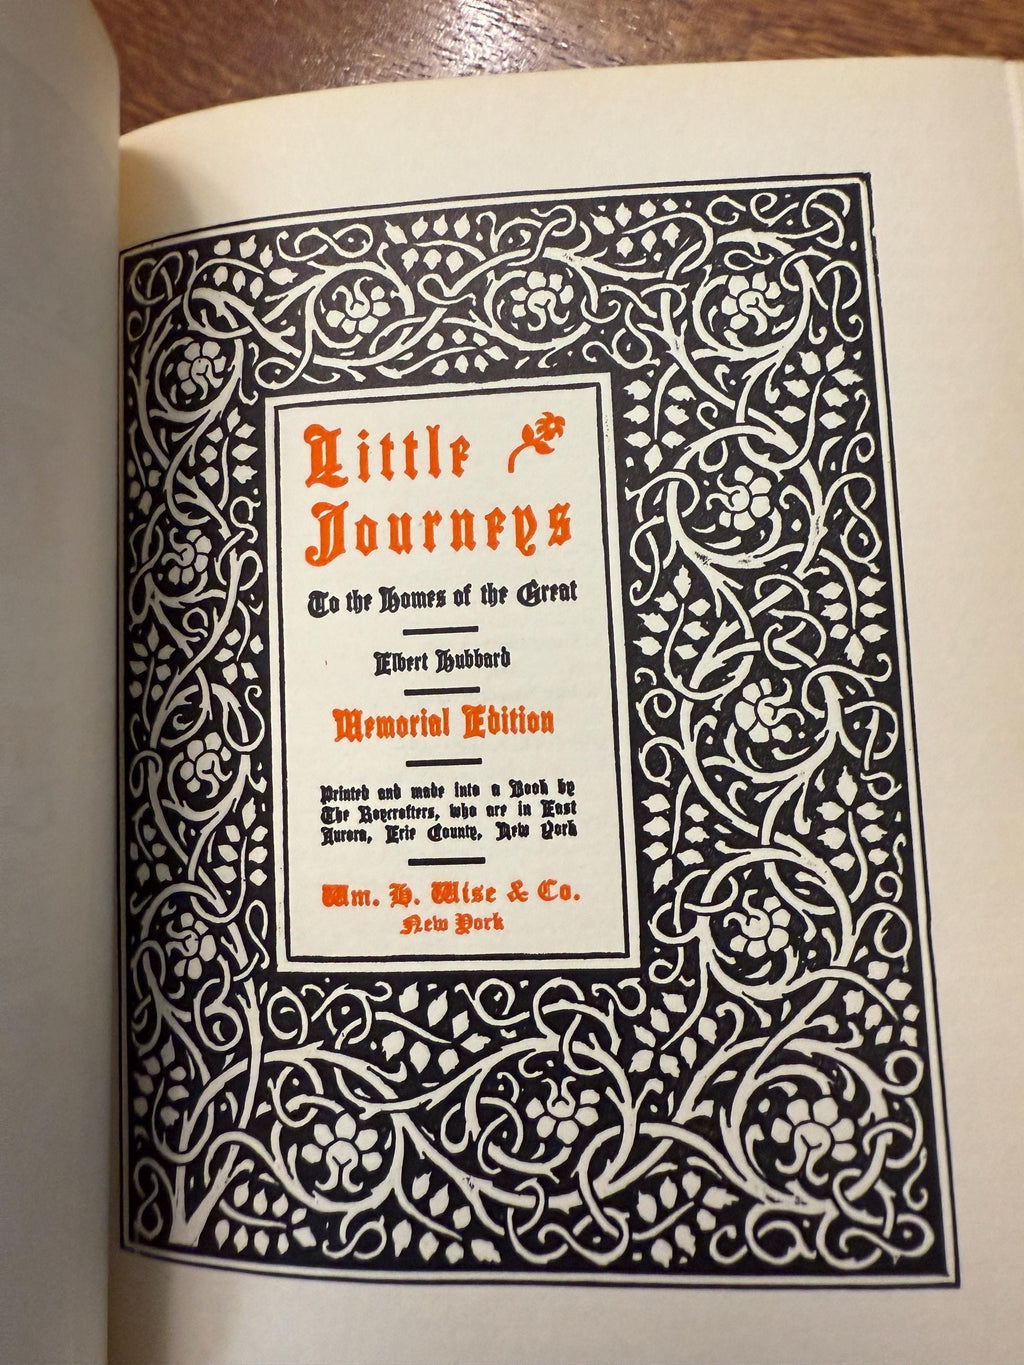 Little
Journeys
To the Homes of the Great
Elbert Hubbard
Memorial Edition
Printed and made into a Book by
The Roycrofters, who are in East
Aurora, Erie County, New York
Wm. H. Wise & Co.
New York